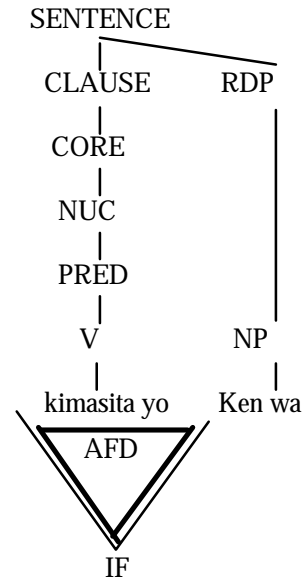 SENTENCE
CLAUSE RDP
CORE
NUC
PRED
V NP
kimasita yo Ken wa
AFD
IF